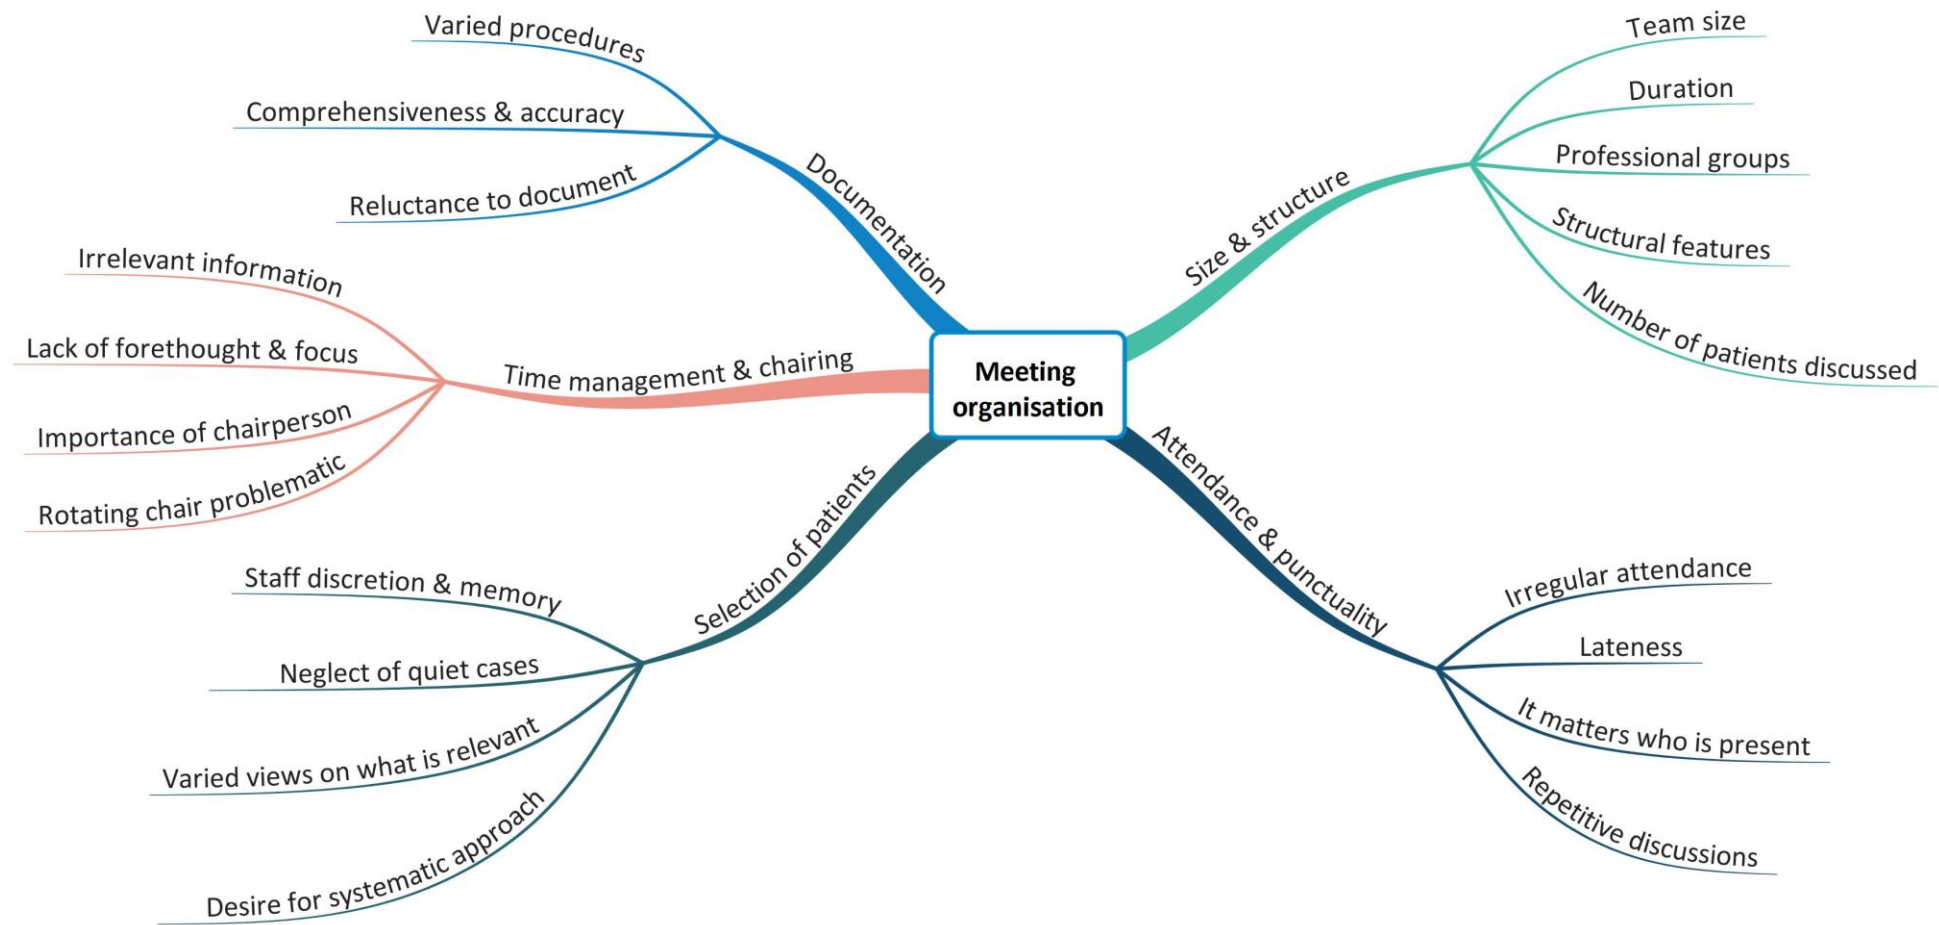 Varied procedures
Comprehensiveness & accuracy
Reluctance to document
Documentation
Irrelevant information
Lack of forethought & focus
Importance of chairperson
Rotating chair problematic
Time management & chairing
Staff discretion & memory
Neglect of quiet cases
Varied views on what is relevant
Desire for systematic approach
Selection of patients
Meeting
organisation
Size & structure
Team size
Duration
Professional groups
Structural features
Number of patients discussed
Attendance & punctuality
Irregular attendance
Lateness
It matters who is present
Repetitive discussions